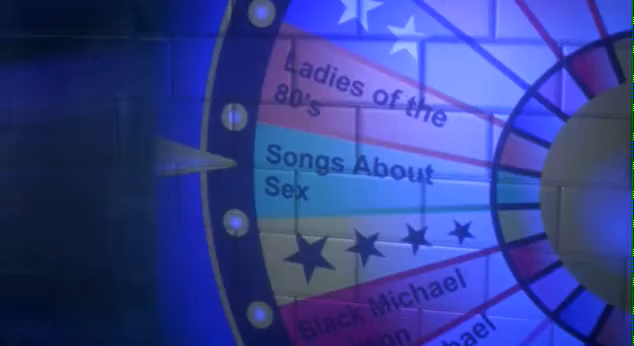 Ladies of the
80's
Songs About
Sex
Black Michael